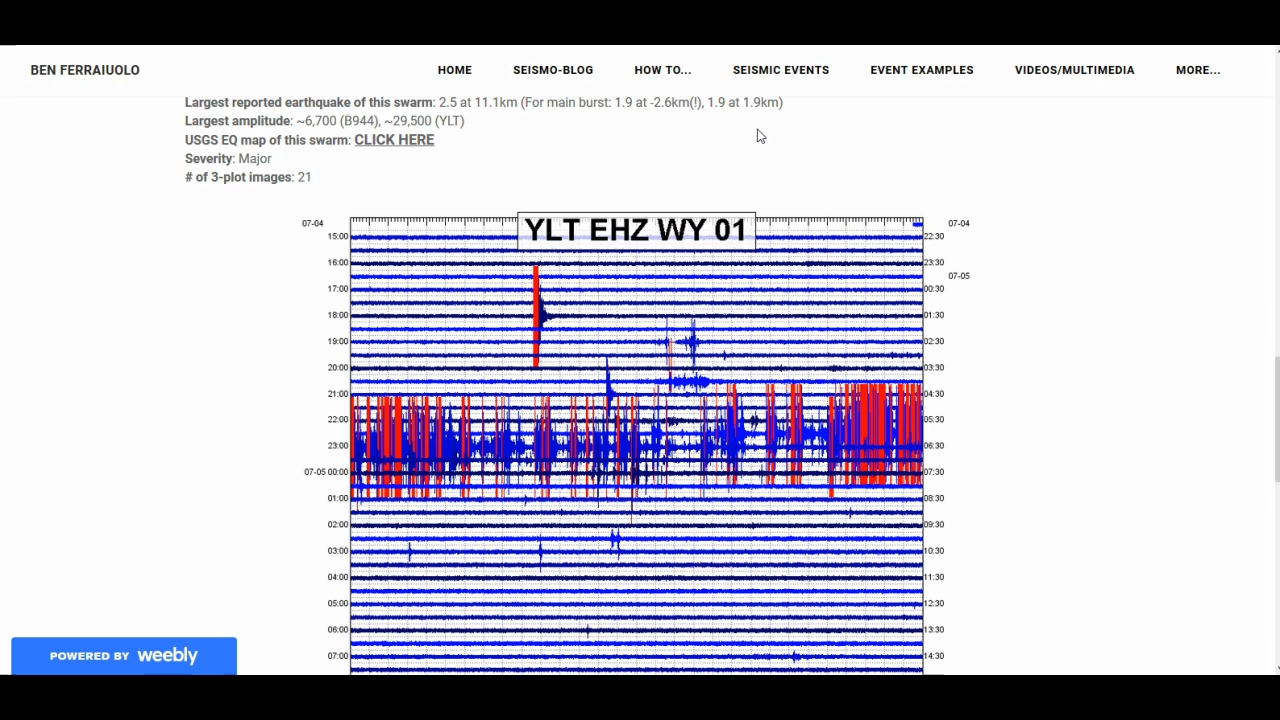 BEN FERRAIUOLO
HOME SEISMO-BLOG HOW TO... SEISMIC EVENTS EVENT EXAMPLES VIDEOS/MULTIMEDIA MORE...
Largest reported earthquake of this swarm: 2.5 at 11.1km (For main burst: 1.9 at -2.6km(!), 1.9 at 1.9km)
Largest amplitude: ~6,700 (B944), ~29,500 (YLT)
USGS EQ map of this swarm: CLICK HERE
Severity: Major
# of 3-plot images: 21
YLT EHZ WY 01
07-04 07-04
15:00 22:30
16:00 23:30
07-05
17:00 00:30
18:00 01:30
19:00 02:30
20:00 03:30
21:00 04:30
22:00 05:30
23:00 06:30
07-05 00:00 07:30
01:00 08:30
02:00 09:30
03:00 10:30
04:00 11:30
05:00 12:30
06:00 13:30
07:00 14:30
POWERED BY weebly